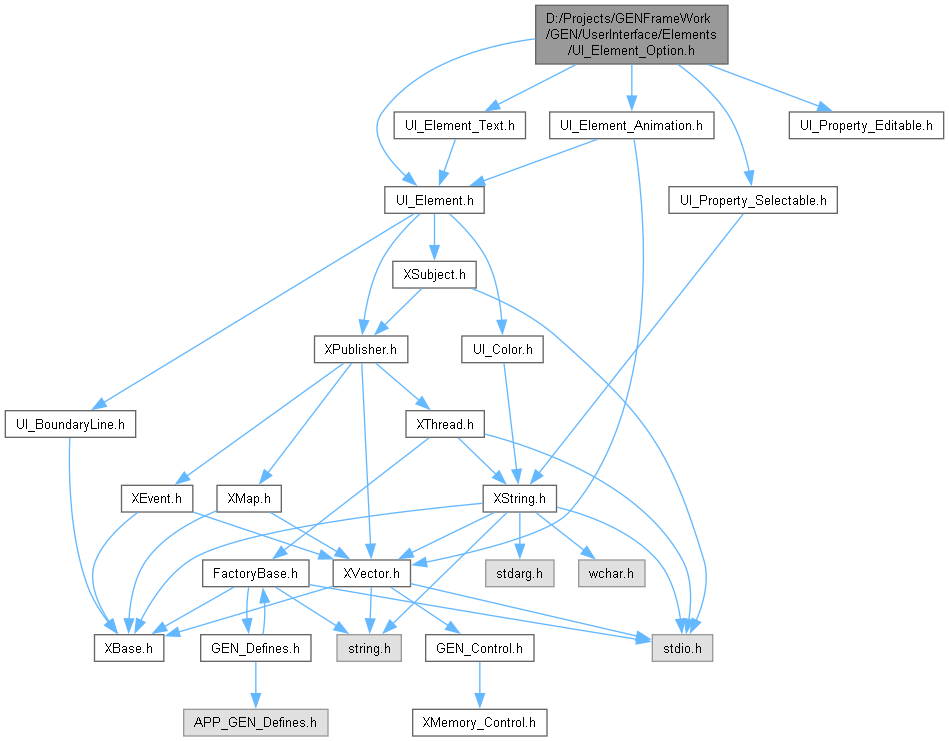 D:/Projects/GENFrameWork
/GEN/UserInterface/Elements
/UI_Element_Option.h
UI_Element_Text.h
UI_Element_Animation.h
UI_Property_Editable.h
UI_Element.h
UI_Property_Selectable.h
XSubject.h
XPublisher.h
UI_Color.h
UI_BoundaryLine.h
XThread.h
XEvent.h
XMap.h
XString.h
FactoryBase.h
XVector.h
stdarg.h
wchar.h
XBase.h
GEN_Defines.h
string.h
GEN_Control.h
stdio.h
APP_GEN_Defines.h
XMemory_Control.h